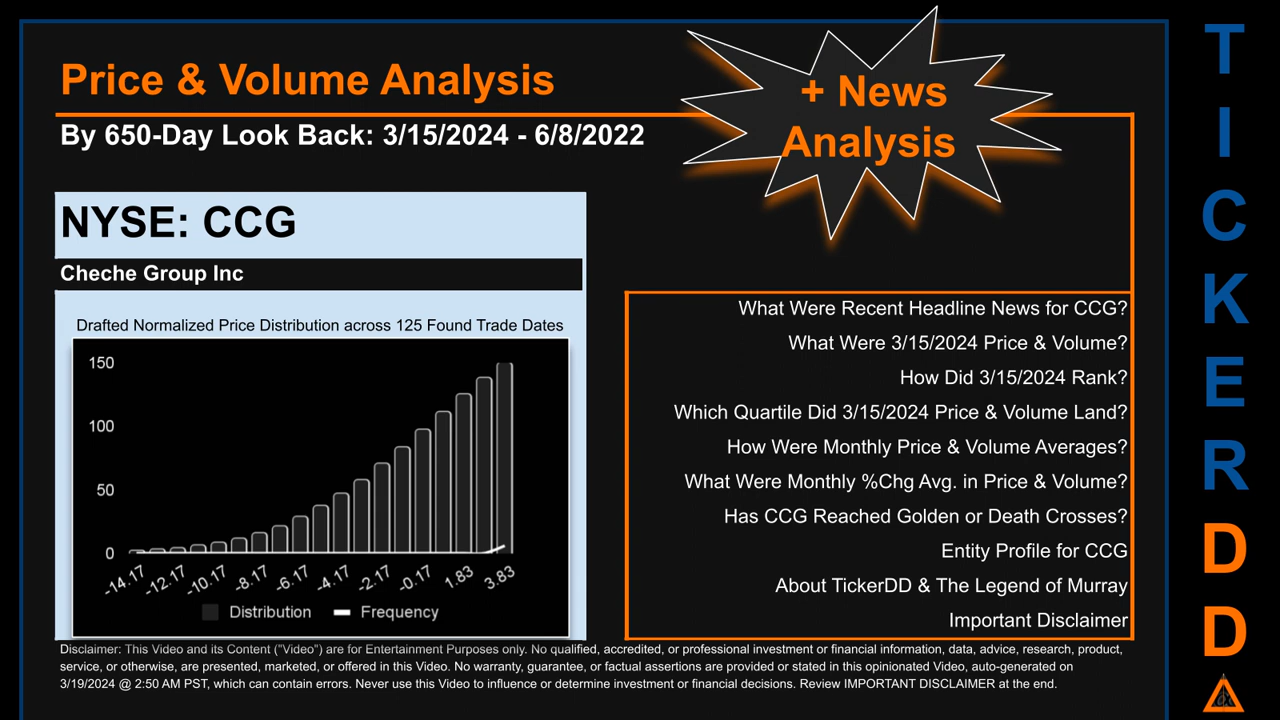 Price & Volume Analysis
+ News
Analysis
By 650-Day Look Back: 3/15/2024 - 6/8/2022
NYSE: CCG
Cheche Group Inc
Drafted Normalized Price Distribution across 125 Found Trade Dates
150
100
50
0
-14.17
-12.17
-10.17
-8.17
-6.17
-4.17
-2.17
-0.17
1.83
3.83
Distribution
Frequency
What Were Recent Headline News for CCG?
What Were 3/15/2024 Price & Volume?
How Did 3/15/2024 Rank?
Which Quartile Did 3/15/2024 Price & Volume Land?
How Were Monthly Price & Volume Averages?
What Were Monthly %Chg Avg. in Price & Volume?
Has CCG Reached Golden or Death Crosses?
Entity Profile for CCG
About TickerDD & The Legend of Murray
Important Disclaimer
Disclaimer: This Video and its Content ("Video") are for Entertainment Purposes only. No qualified, accredited, or professional investment or financial information, data, advice, research, product,
service, or otherwise, are presented, marketed, or offered in this Video. No warranty, guarantee, or factual assertions are provided or stated in this opinionated Video, auto-generated on
3/19/2024 @ 2:50 AM PST, which can contain errors. Never use this Video to influence or determine investment or financial decisions. Review IMPORTANT DISCLAIMER at the end.
TICKERDD